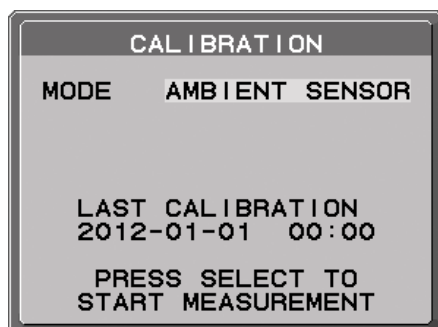 CALIBRATION
MODE AMBIENT SENSOR
LAST CALIBRATION
2012-01-01 00:00
PRESS SELECT TO
START MEASUREMENT